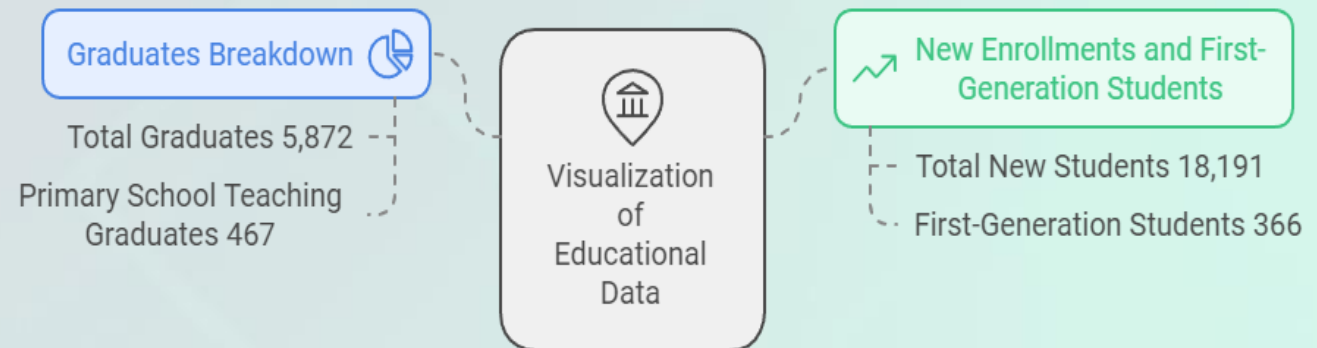 Graduates Breakdown
Total Graduates 5,872
Primary School Teaching
Graduates 467
Visualization
of
Educational
Data
New Enrollments and First-
Generation Students
Total New Students 18,191
First-Generation Students 366